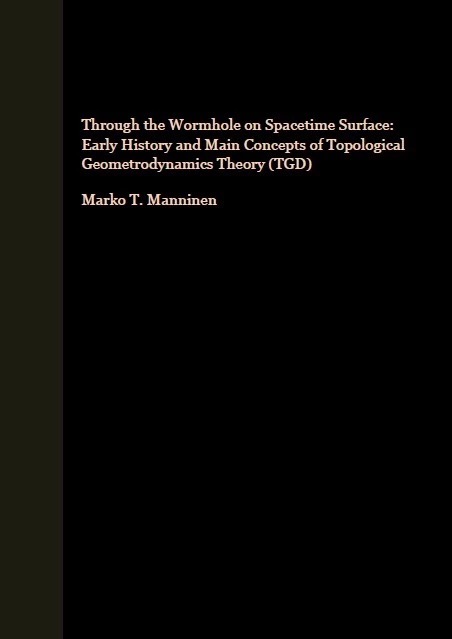 Through the Wormhole on Spacetime Surface:
Early History and Main Concepts of Topological
Geometrodynamics Theory (TGD)
Marko T. Manninen